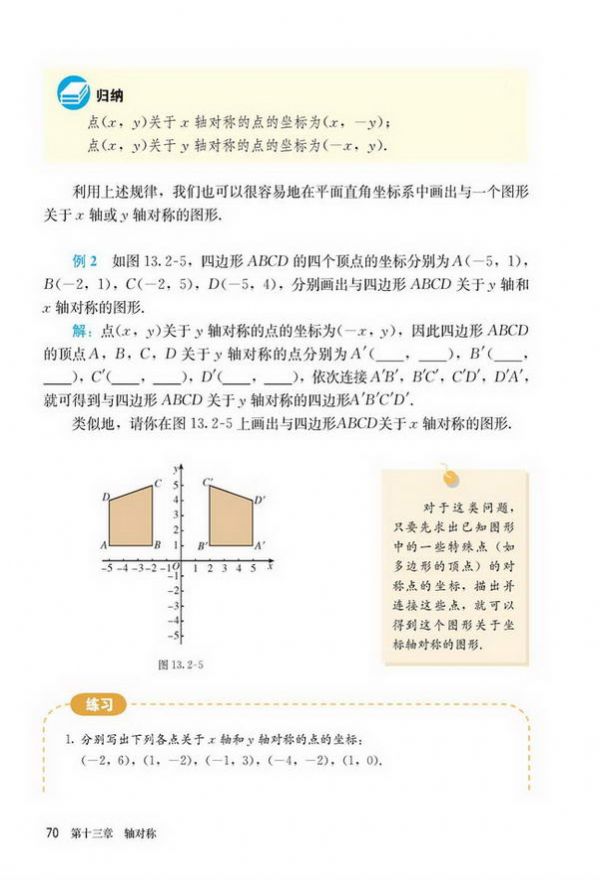 归纳
点(x，y)关于 x 轴对称的点的坐标为(x，－y)；
点(x，y)关于 y 轴对称的点的坐标为(－x，y).
利用上述规律，我们也可以很容易地在平面直角坐标系中画出与一个图形
关于 x 轴或 y 轴对称的图形.
例 2 如图 13.2-5，四边形 ABCD 的四个顶点的坐标分别为 A(－5，1)，
B(－2，1)，C(－2，5)，D(－5，4)，分别画出与四边形 ABCD 关于 y 轴和
x 轴对称的图形.
解：点(x，y)关于 y 轴对称的点的坐标为(－x，y)，因此四边形 ABCD
的顶点 A，B，C，D 关于 y 轴对称的点分别为 A′(___，___)，B′(___，
___)，C′(___，___)，D′(___，___)，依次连接 A′B′，B′C′，C′D′，D′A′，
就可得到与四边形 ABCD 关于 y 轴对称的四边形A′B′C′D′.
类似地，请你在图 13.2-5 上画出与四边形ABCD关于 x 轴对称的图形.
y
5
4
3
2
1
-1
-2
-3
-4
-5
D C C′ D′
A B B′ A′
-5 -4 -3 -2 -1 O 1 2 3 4 5 x
图 13.2-5
对于这类问题，
只要先求出已知图形
中的一些特殊点（如
多边形的顶点）的对
称点的坐标，描出并
连接这些点，就可以
得到这个图形关于坐
标轴对称的图形.
练习
1. 分别写出下列各点关于 x 轴和 y 轴对称的点的坐标：
(－2，6)，(1，－2)，(－1，3)，(－4，－2)，(1，0).
70 第十三章 轴对称